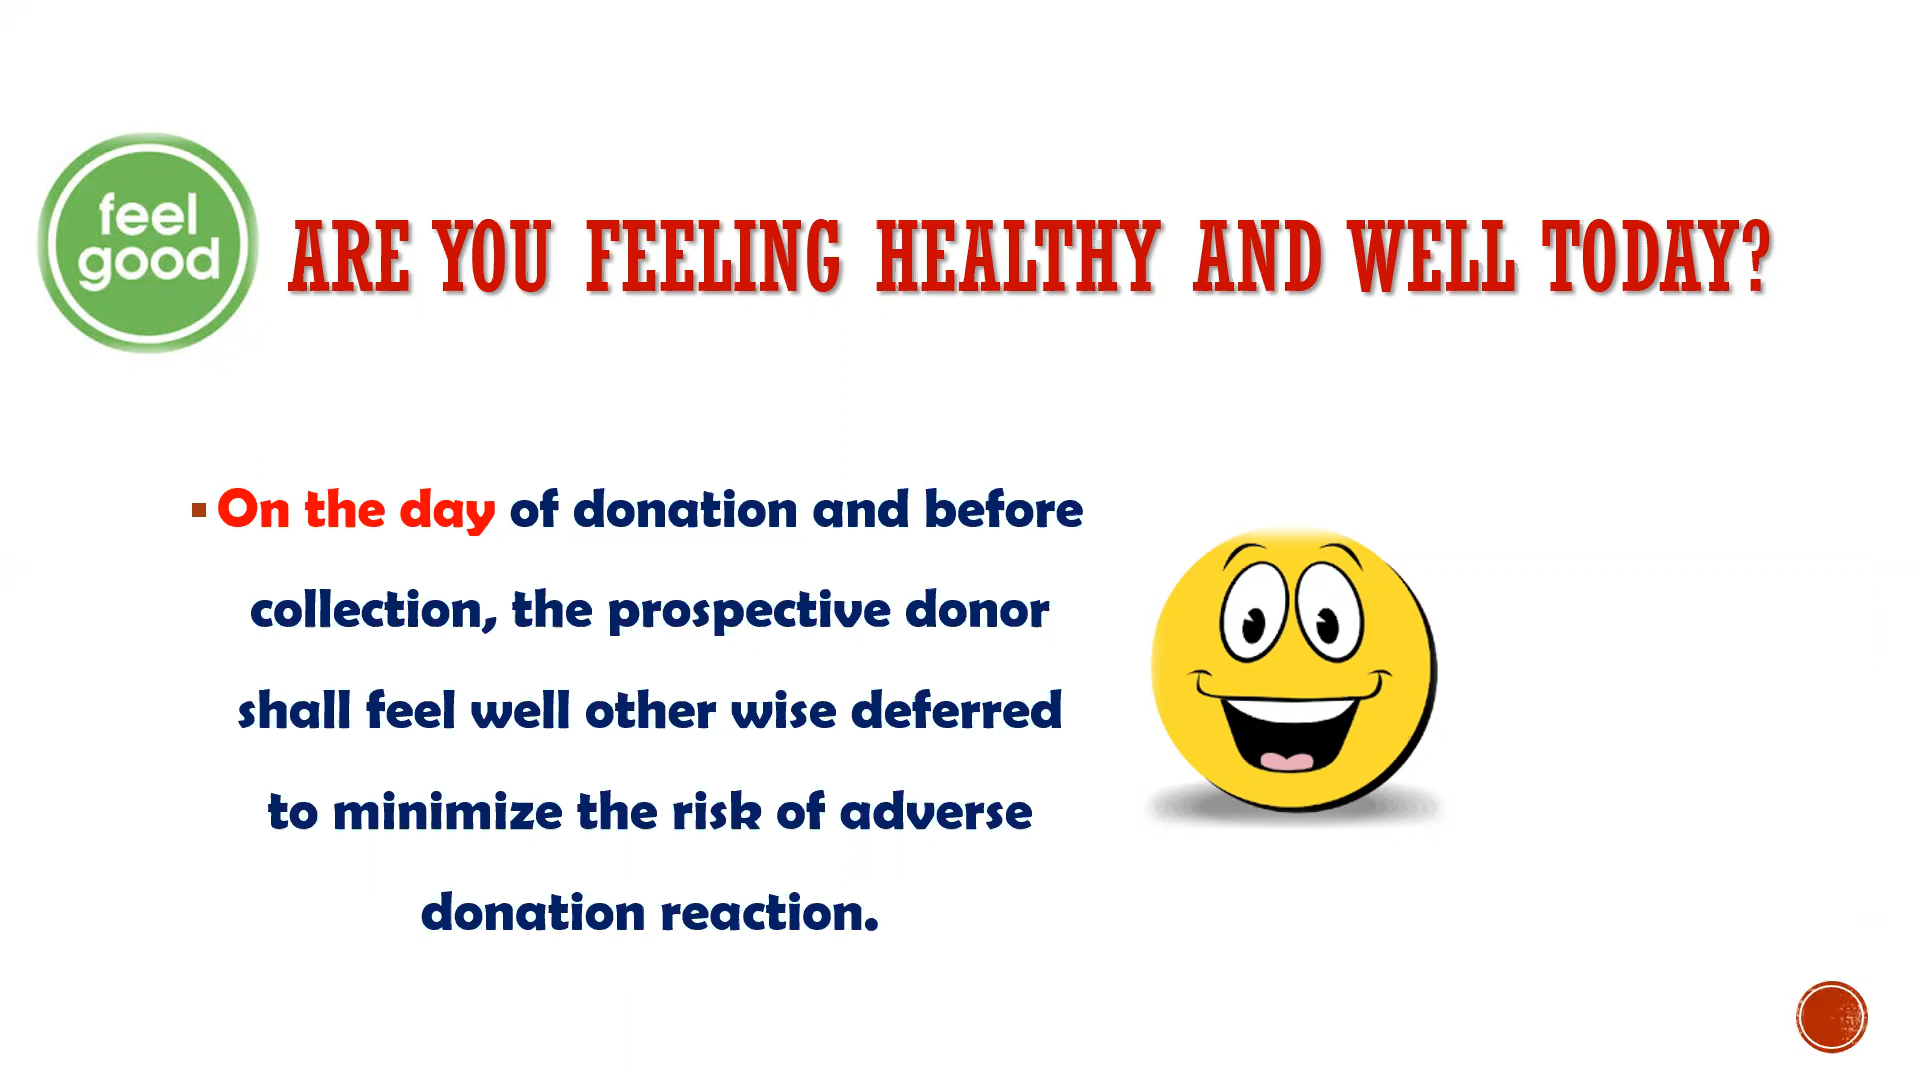 feel
good
ARE YOU FEELING HEALTHY AND WELL TODAY?
▪ On the day of donation and before
collection, the prospective donor
shall feel well other wise deferred
to minimize the risk of adverse
donation reaction.